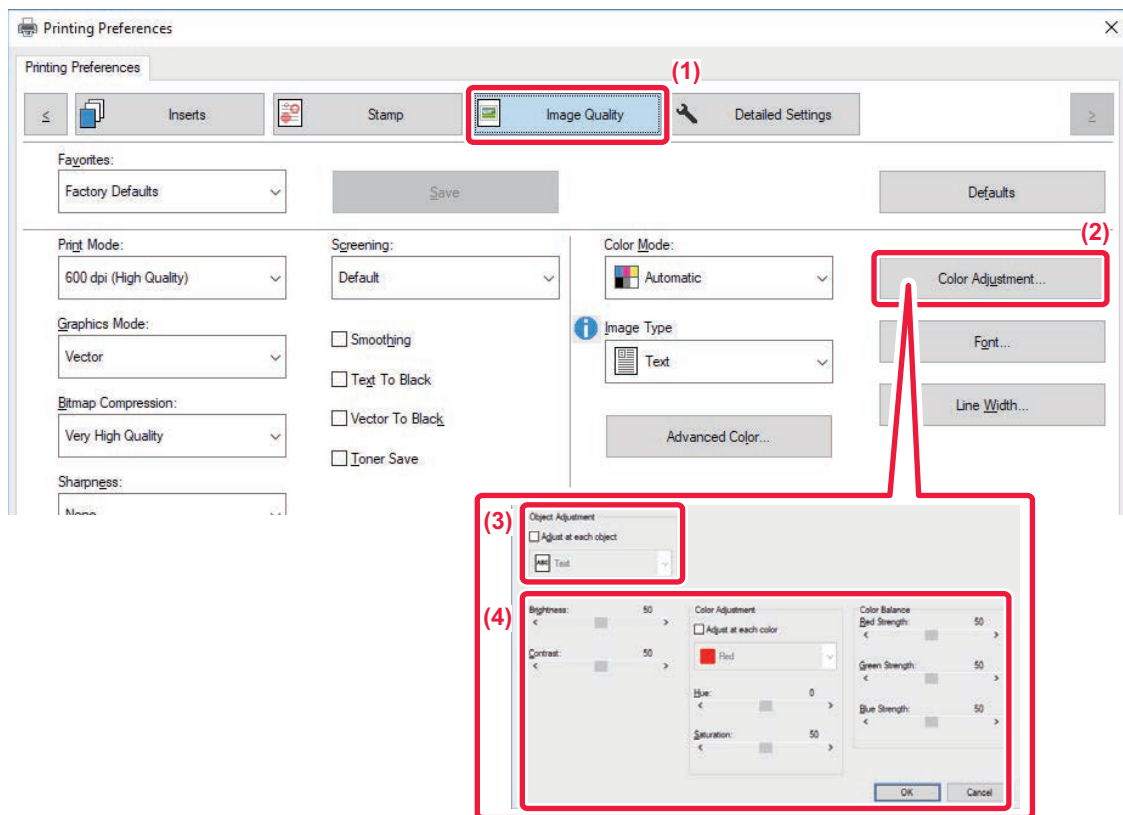 Printing Preferences
Printing Preferences
(1)
≤ Inserts Stamp Image Quality Detailed Settings ≥
Favorites:
Factory Defaults Save Defaults
(2)
Print Mode: Screening: Color Mode:
600 dpi (High Quality) Default Automatic Color Adjustment...
Graphics Mode: Smoothing Image Type
Vector Text Font...
Text To Black
Bitmap Compression: Vector To Black Line Width...
Very High Quality Advanced Color...
Toner Save
Sharpness:
None
(3) Object Adjustment
Adjust at each object
ABC Text
(4) Brightness: 50 Color Adjustment Color Balance
< > Adjust at each color Red Strength: 50
< >
Contrast: 50 Red Green Strength: 50
< > < >
Hue: 0 Blue Strength: 50
< > < >
Saturation: 50
< >
OK Cancel